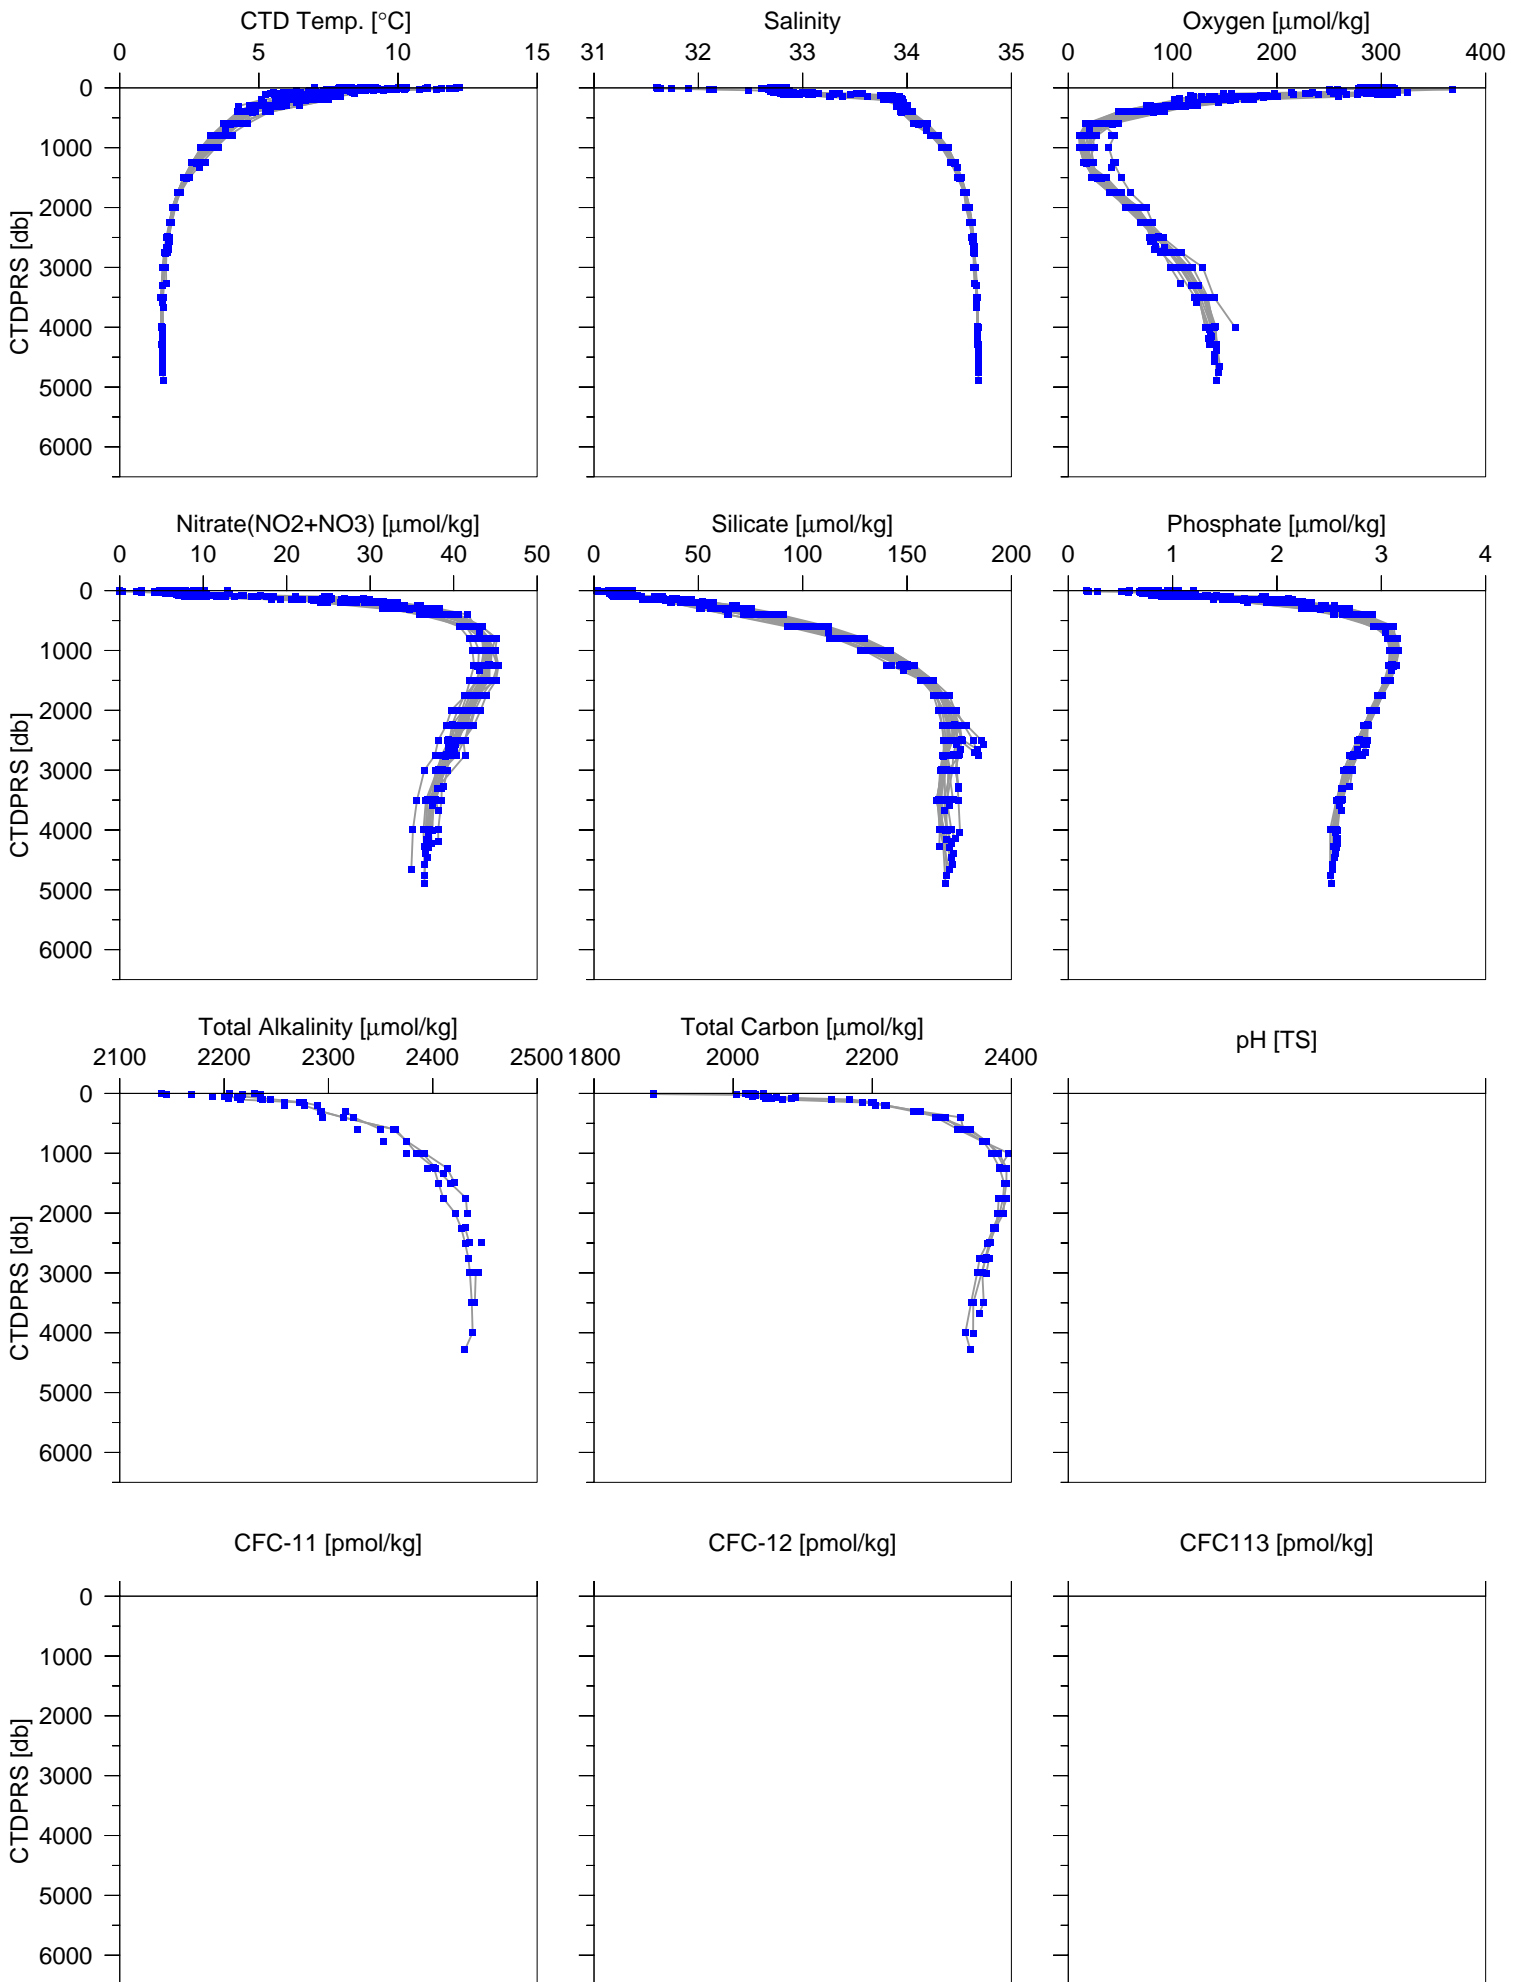 CTD Temp. [°C] Salinity Oxygen [μmol/kg]
0 5 10 15 31 32 33 34 35 0 100 200 300 400
0
1000
2000
3000
4000
5000
6000
CTDPRS [db]
Nitrate(NO2+NO3) [μmol/kg] Silicate [μmol/kg] Phosphate [μmol/kg]
0 10 20 30 40 50 0 50 100 150 200 0 1 2 3 4
0
1000
2000
3000
4000
5000
6000
CTDPRS [db]
Total Alkalinity [μmol/kg] Total Carbon [μmol/kg] pH [TS]
2100 2200 2300 2400 2500 1800 2000 2200 2400
0
1000
2000
3000
4000
5000
6000
CTDPRS [db]
CFC-11 [pmol/kg] CFC-12 [pmol/kg] CFC113 [pmol/kg]
0
1000
2000
3000
4000
5000
6000
CTDPRS [db]